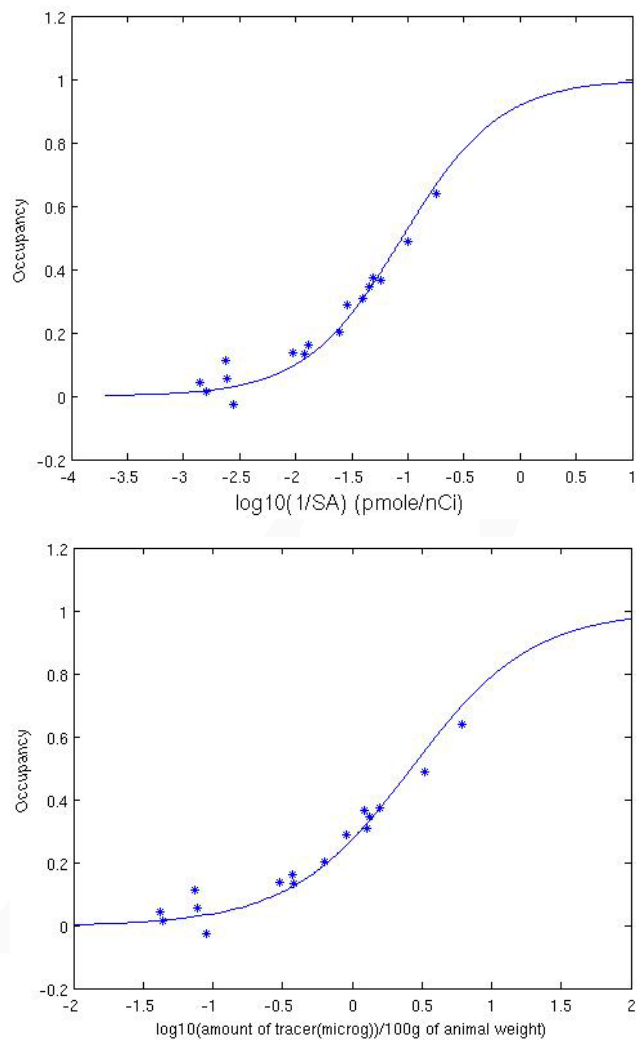 1.2
1
0.8
0.6
0.4
0.2
0
-0.2
Occupancy
-4 -3.5 -3 -2.5 -2 -1.5 -1 -0.5 0 0.5 1
log10(1/SA) (pmole/nCi)
1.2
1
0.8
0.6
0.4
0.2
0
-0.2
Occupancy
-2 -1.5 -1 -0.5 0 0.5 1 1.5 2
log10(amount of tracer(microg))/100g of animal weight)